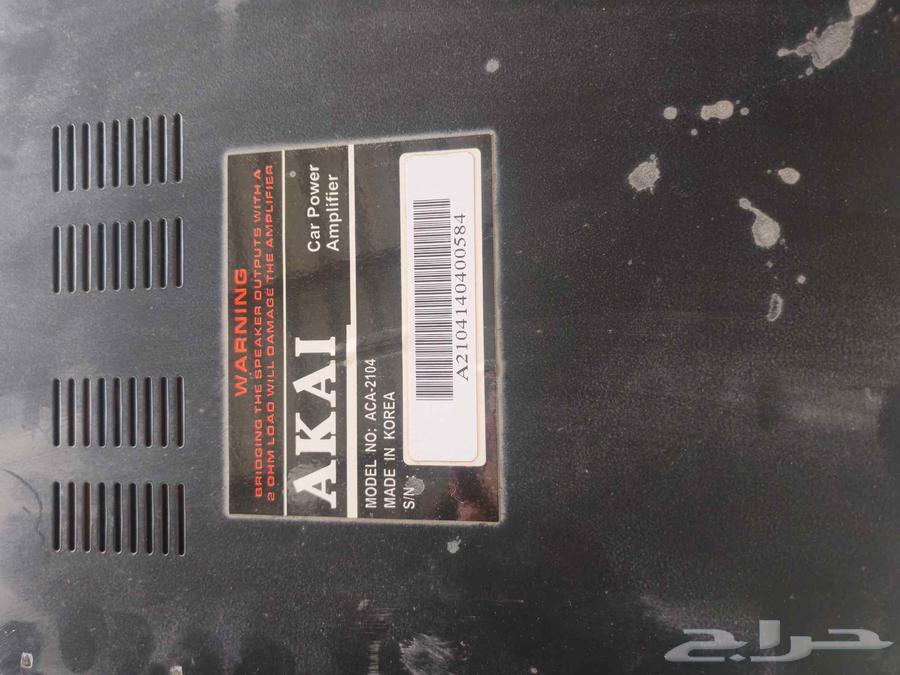 WARNING
BRIDGING THE SPEAKER OUTPUTS WITH A
2 OHM LOAD WILL DAMAGE THE AMPLIFIER
AKAI
Car Power
Amplifier
MODEL NO: ACA-2104
MADE IN KOREA
S/N :
A2104140400584
حراج